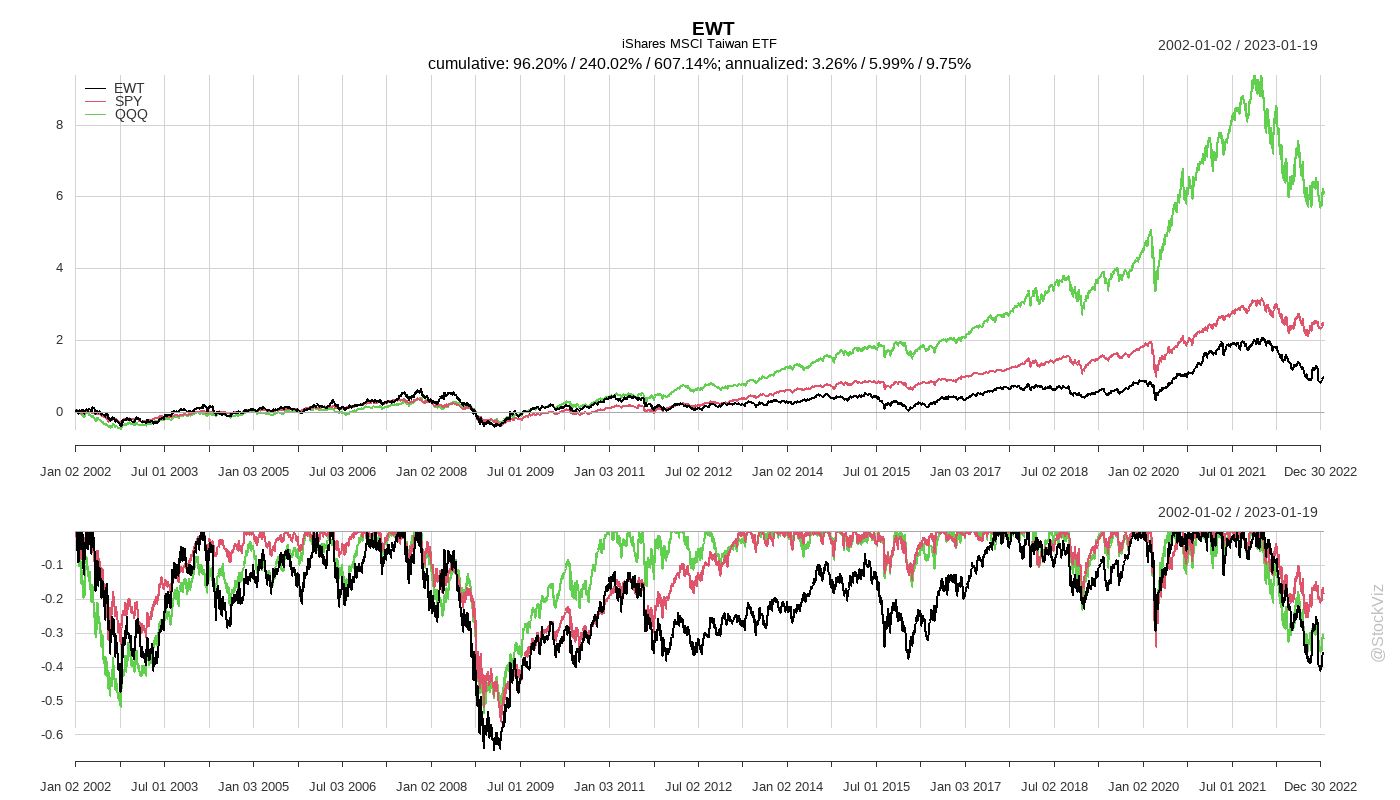 EWT
iShares MSCI Taiwan ETF
2002-01-02 / 2023-01-19
cumulative: 96.20% / 240.02% / 607.14%; annualized: 3.26% / 5.99% / 9.75%
EWT
SPY
QQQ
8
6
4
2
0
Jan 02 2002 Jul 01 2003 Jan 03 2005 Jul 03 2006 Jan 02 2008 Jul 01 2009 Jan 03 2011 Jul 02 2012 Jan 02 2014 Jul 01 2015 Jan 03 2017 Jul 02 2018 Jan 02 2020 Jul 01 2021 Dec 30 2022
2002-01-02 / 2023-01-19
-0.1
-0.2
-0.3
-0.4
-0.5
-0.6
Jan 02 2002 Jul 01 2003 Jan 03 2005 Jul 03 2006 Jan 02 2008 Jul 01 2009 Jan 03 2011 Jul 02 2012 Jan 02 2014 Jul 01 2015 Jan 03 2017 Jul 02 2018 Jan 02 2020 Jul 01 2021 Dec 30 2022
@StockViz